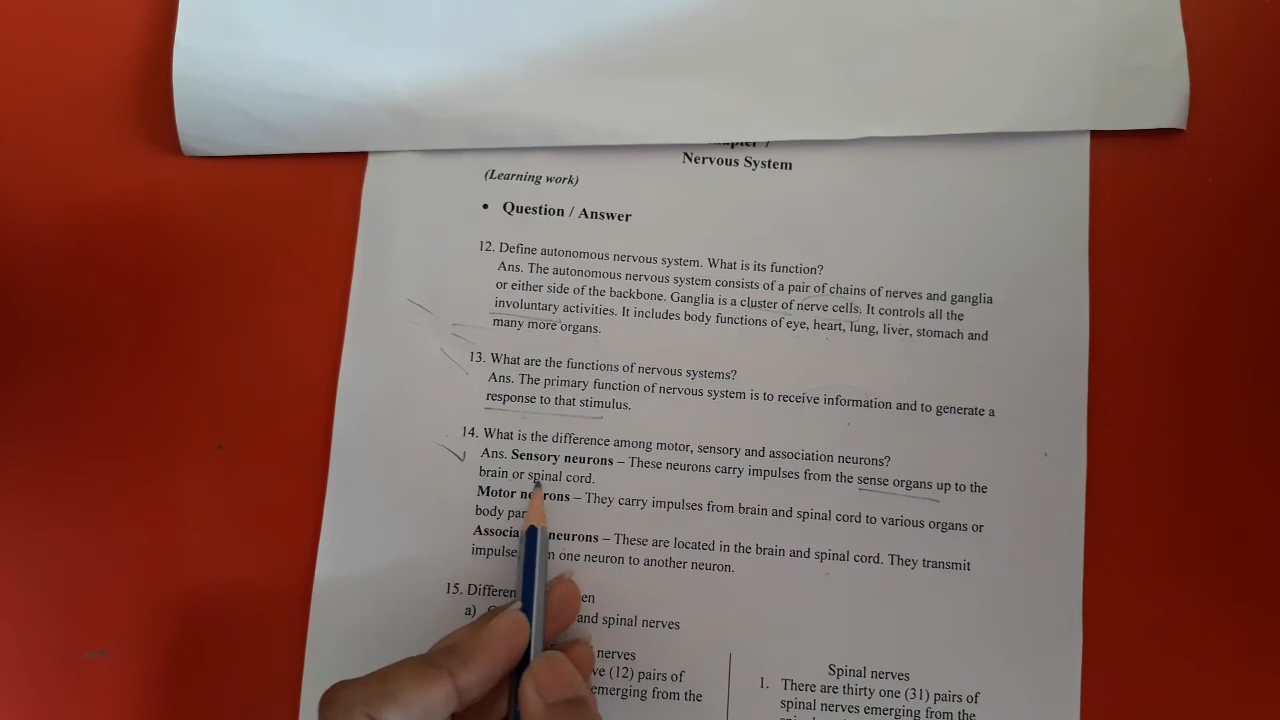 Nervous System
(Learning work)
• Question / Answer
12. Define autonomous nervous system. What is its function?
Ans. The autonomous nervous system consists of a pair of chains of nerves and ganglia
or either side of the backbone. Ganglia is a cluster of nerve cells. It controls all the
involuntary activities. It includes body functions of eye, heart, lung, liver, stomach and
many more organs.
13. What are the functions of nervous systems?
Ans. The primary function of nervous system is to receive information and to generate a
response to that stimulus.
14. What is the difference among motor, sensory and association neurons?
Ans. Sensory neurons – These neurons carry impulses from the sense organs up to the
brain or spinal cord.
Motor neurons – They carry impulses from brain and spinal cord to various organs or
body
neurons – These are located in the brain and spinal cord. They transmit
one neuron to another neuron.
15.
a) and spinal nerves
nerves
(12) pairs of
emerging from the
Spinal nerves
1. There are thirty one (31) pairs of
spinal nerves emerging from the